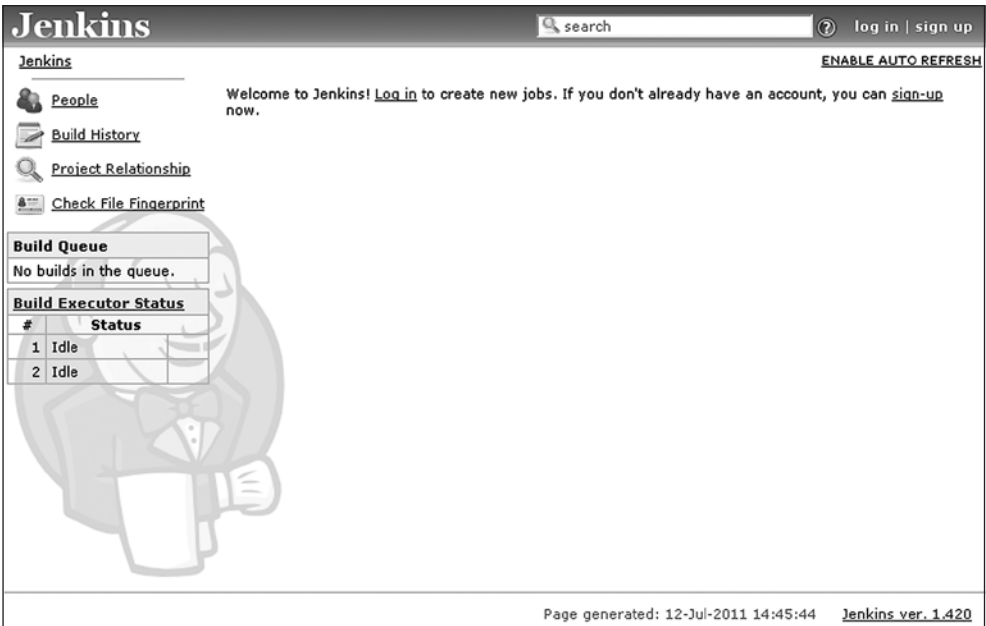 Jenkins
search
? log in | sign up
Jenkins
ENABLE AUTO REFRESH
People
Build History
Project Relationship
Check File Fingerprint
Welcome to Jenkins! Log in to create new jobs. If you don't already have an account, you can sign-up
now.
Build Queue
No builds in the queue.
Build Executor Status
# Status
1 Idle
2 Idle
Page generated: 12-Jul-2011 14:45:44 Jenkins ver. 1.420